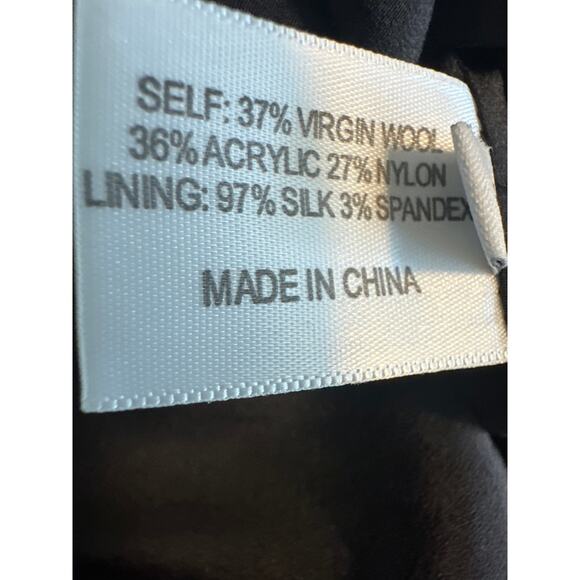 SELF: 37% VIRGIN WOOL
36% ACRYLIC 27% NYLON
LINING: 97% SILK 3% SPANDEX
MADE IN CHINA